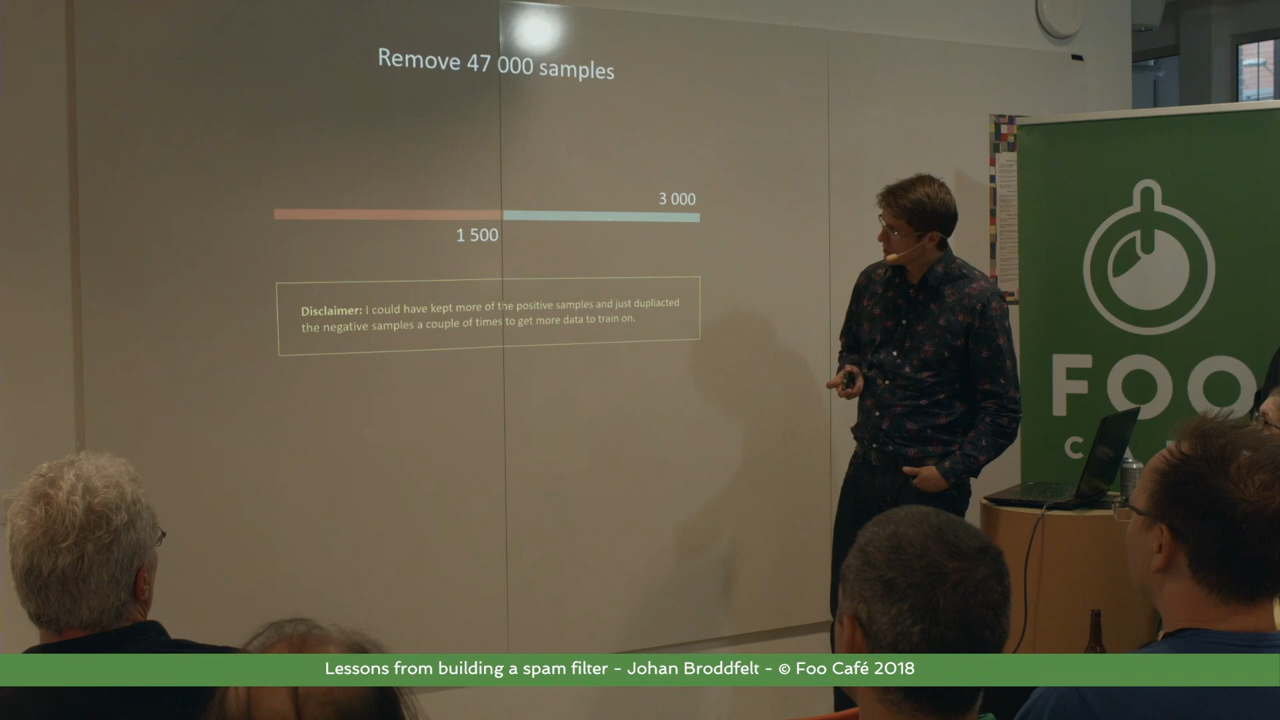 Remove 47 000 samples
3 000
1 500
Disclaimer: I could have kept more of the positive samples and just dupliacted
the negative samples a couple of times to get more data to train on.
FOO
Lessons from building a spam filter - Johan Broddfelt - © Foo Café 2018